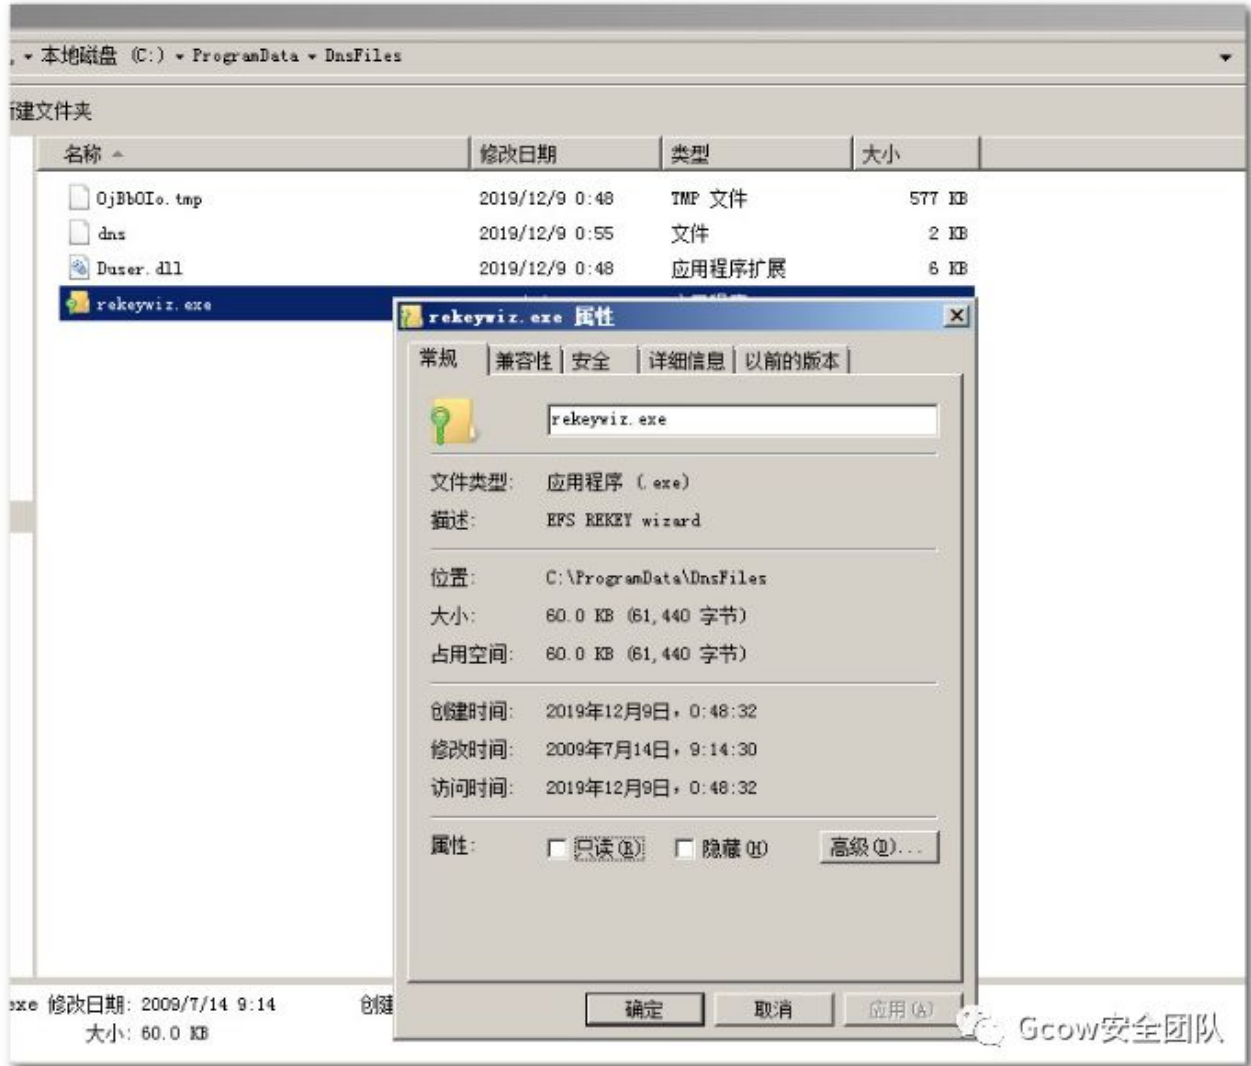 本地磁盘 (C:) ProgramData DnsFiles
建文件夹
名称 修改日期 类型 大小
OjBbOIo.tmp 2019/12/9 0:48 TMP 文件 577 KB
dns 2019/12/9 0:55 文件 2 KB
Duser.dll 2019/12/9 0:48 应用程序扩展 6 KB
rekeywiz.exe
rekeywiz.exe 属性
常规 兼容性 安全 详细信息 以前的版本
rekeywiz.exe
文件类型: 应用程序 (.exe)
描述: EFS REKEY wizard
位置: C:\ProgramData\DnsFiles
大小: 60.0 KB (61,440 字节)
占用空间: 60.0 KB (61,440 字节)
创建时间: 2019年12月9日，0:48:32
修改时间: 2009年7月14日，9:14:30
访问时间: 2019年12月9日，0:48:32
属性: 只读(R) 隐藏(H) 高级(D)...
确定 取消 应用(A)
exe 修改日期: 2009/7/14 9:14 创建
大小: 60.0 KB
Gcow安全团队